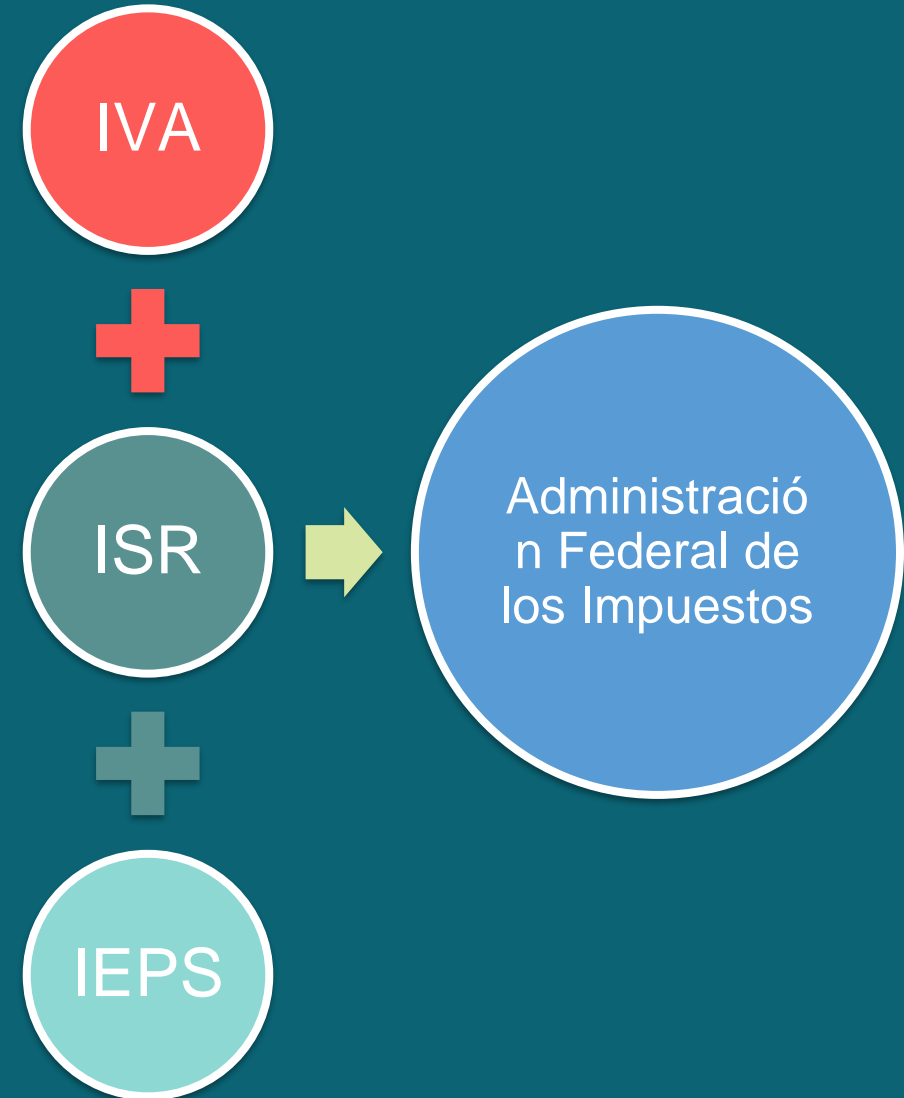 IVA
ISR
IEPS
Administració
n Federal de
los Impuestos